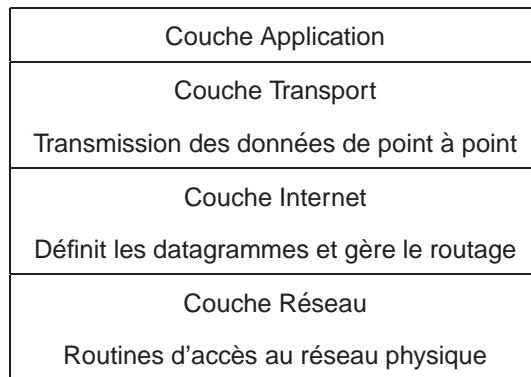 Couche Application
Couche Transport
Transmission des données de point à point
Couche Internet
Définit les datagrammes et gère le routage
Couche Réseau
Routines d'accès au réseau physique